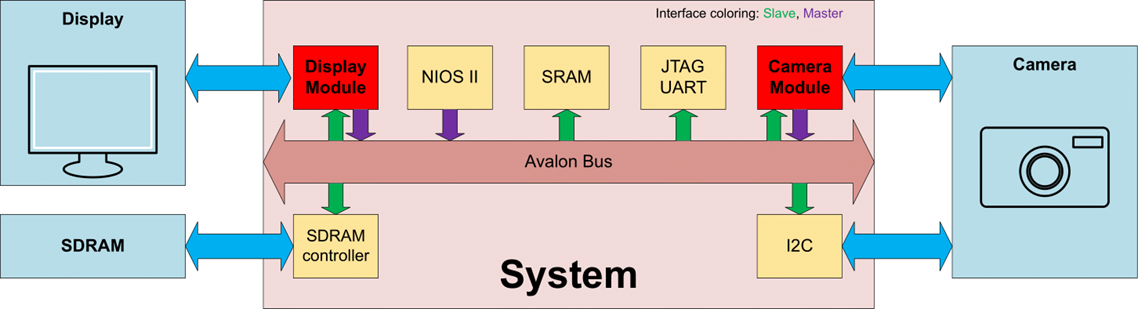 Interface coloring: Slave, Master
Display
Display
Module
NIOS II
SRAM
JTAG
UART
Camera
Module
Camera
Avalon Bus
SDRAM
SDRAM
controller
System
I2C